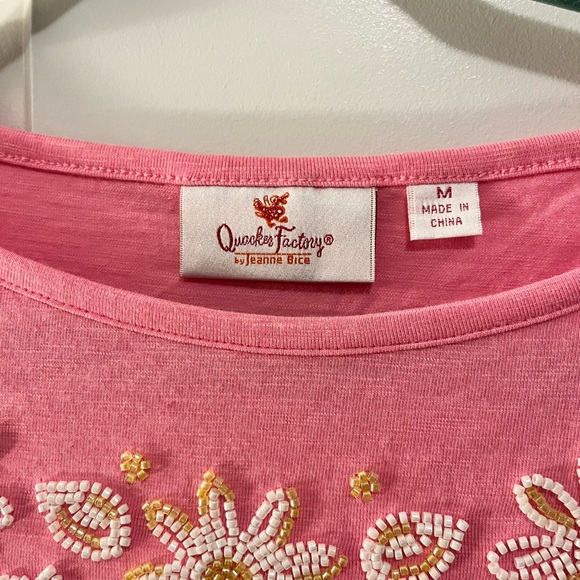 Quacker Factory®
by Jeanne Bice
M
MADE IN
CHINA